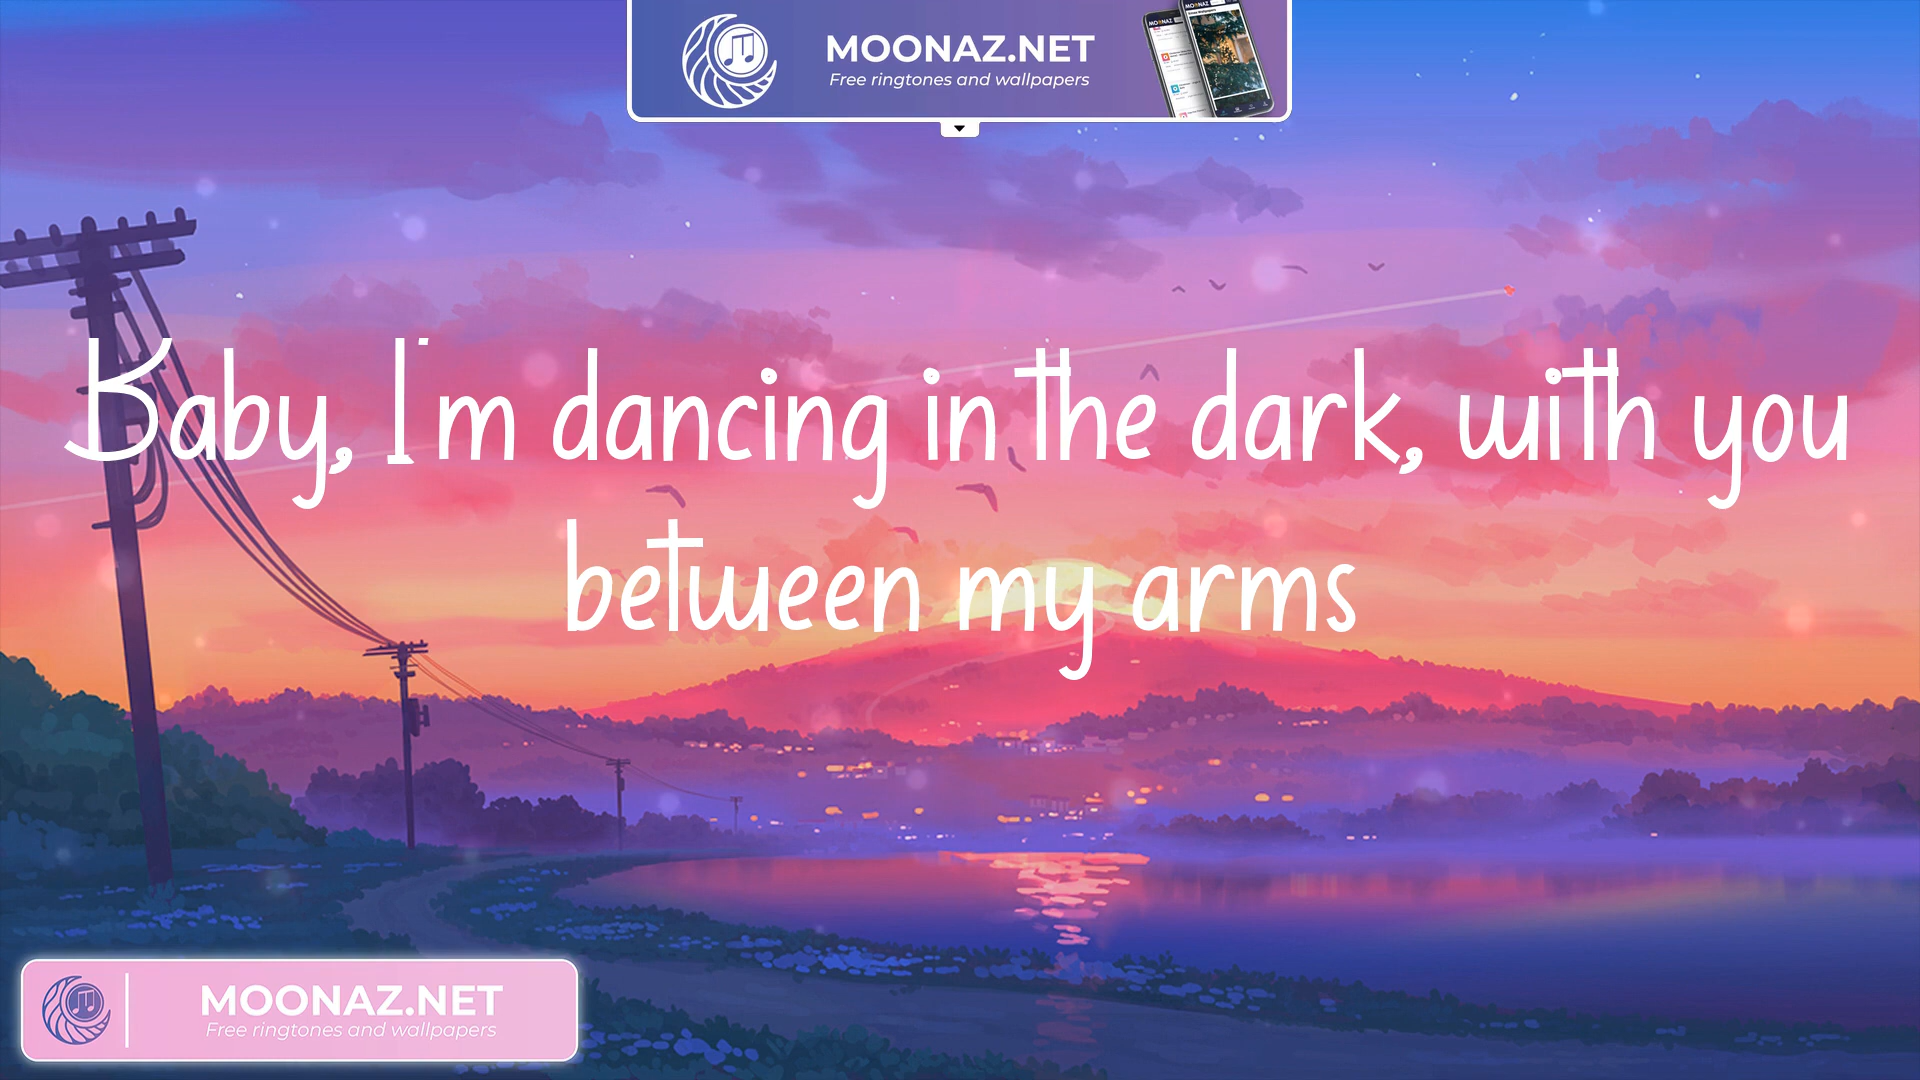 MOONAZ.NET
Free ringtones and wallpapers
Baby, I'm dancing in the dark, with you
between my arms
MOONAZ.NET
Free ringtones and wallpapers